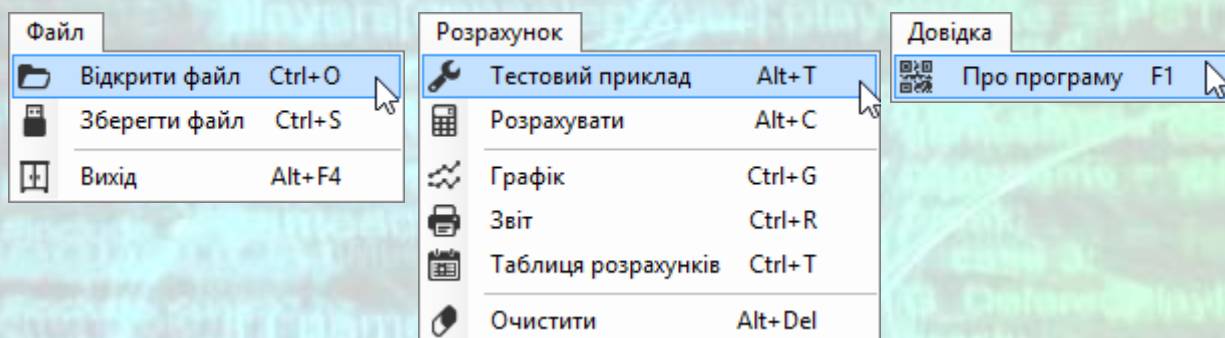 Файл
Відкрити файл Ctrl+O
Зберегти файл Ctrl+S
Вихід Alt+F4
Розрахунок
Тестовий приклад Alt+T
Розрахувати Alt+C
Графік Ctrl+G
Звіт Ctrl+R
Таблиця розрахунків Ctrl+T
Очистити Alt+Del
Довідка
Про програму F1